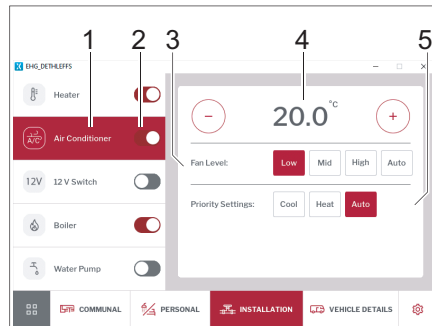 1 2 3 4 5
EHG_DETHLEFFS
Heater
A/C Air Conditioner
12V 12 V Switch
Boiler
Water Pump
− 20.0°C +
Fan Level: Low Mid High Auto
Priority Settings: Cool Heat Auto
COMMUNAL PERSONAL INSTALLATION VEHICLE DETAILS